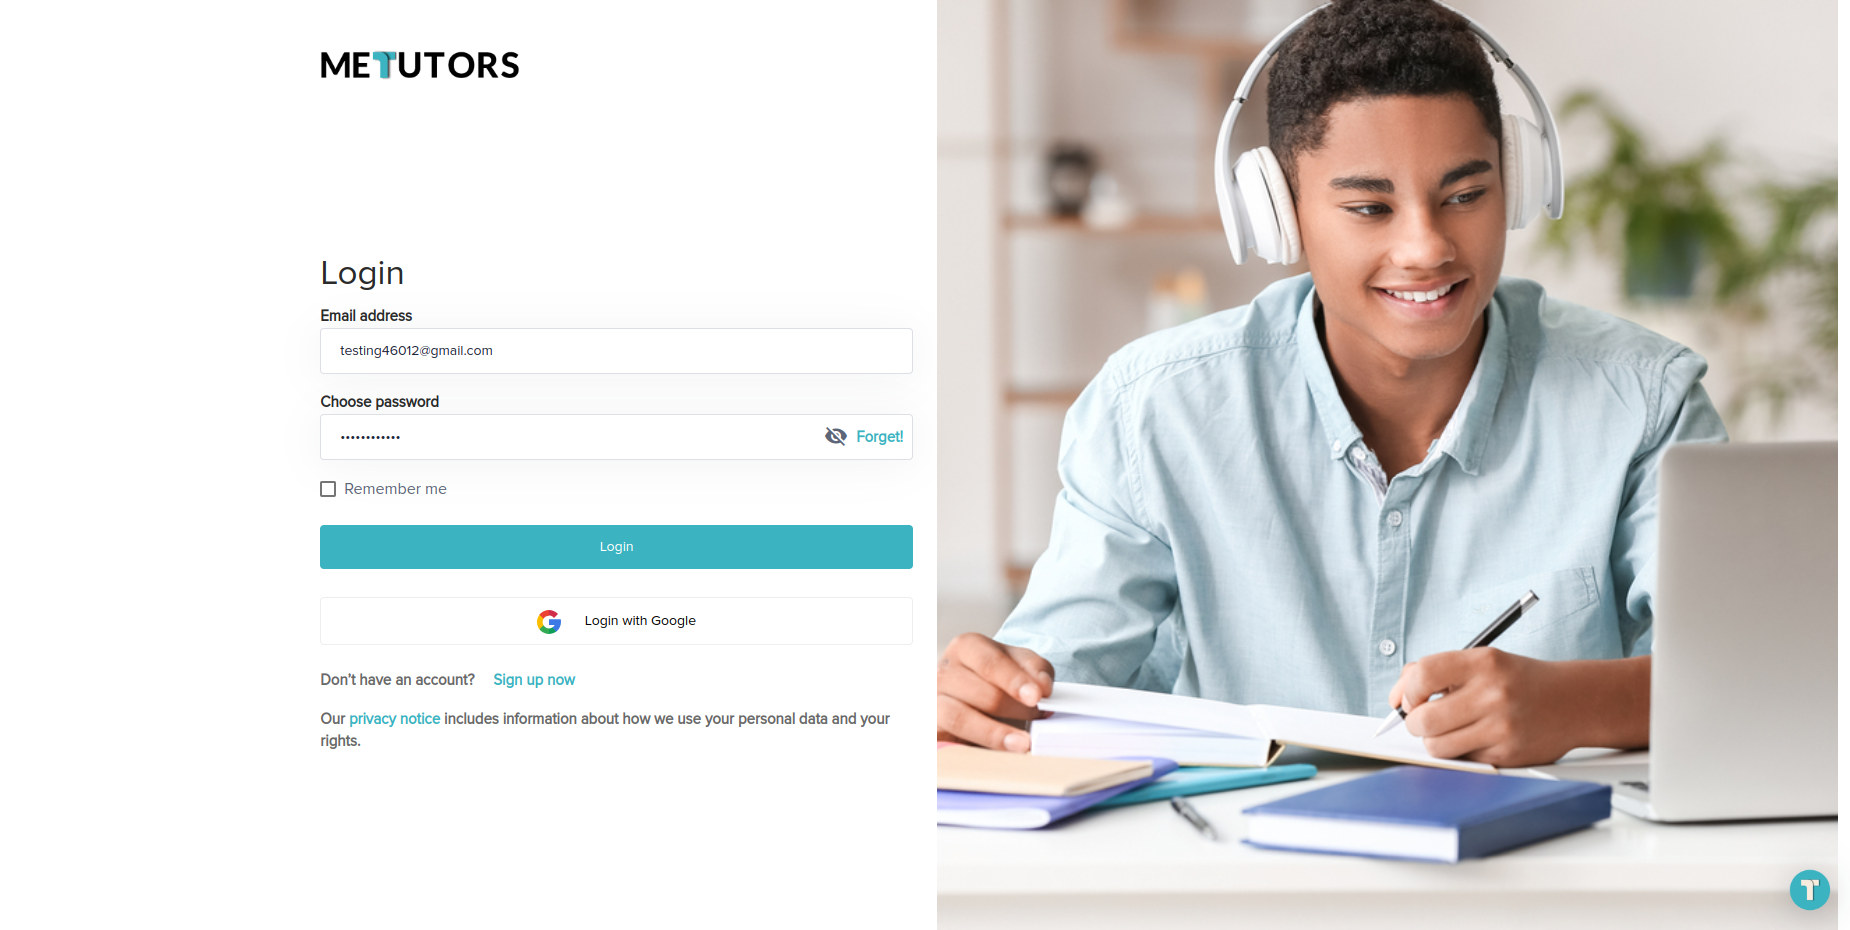 METUTORS
Login
Email address
testing46012@gmail.com
Choose password
••••••••••••
Forget!
Remember me
Login
Login with Google
Don't have an account? Sign up now
Our privacy notice includes information about how we use your personal data and your
rights.
T